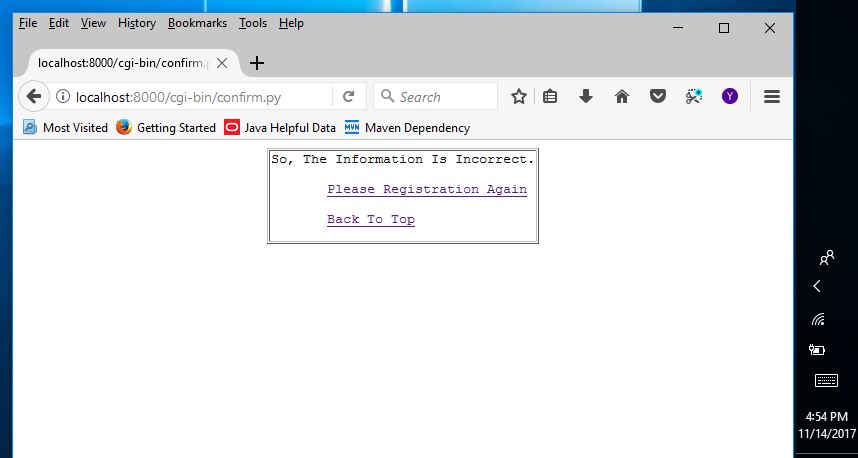 File Edit View History Bookmarks Tools Help
localhost:8000/cgi-bin/confirm.p
localhost:8000/cgi-bin/confirm.py
Search
Y
Most Visited Getting Started Java Helpful Data MVN Maven Dependency
So, The Information Is Incorrect.
Please Registration Again
Back To Top
4:54 PM
11/14/2017